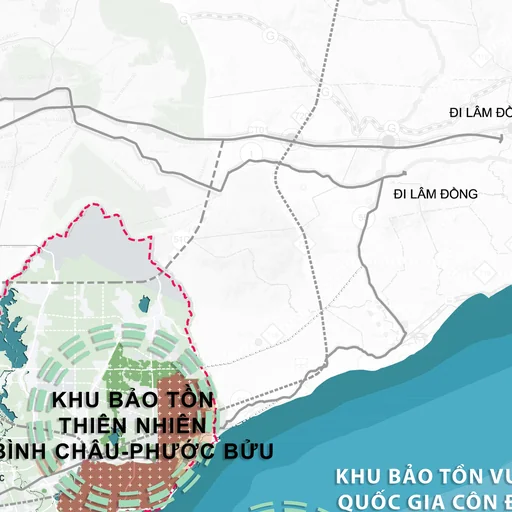 ĐI LÂM ĐỒ
ĐI LÂM ĐỒNG
KHU BẢO TỒN
THIÊN NHIÊN
BÌNH CHÂU-PHƯỚC BỬU
KHU BẢO TỒN VƯ
QUỐC GIA CÔN Đ